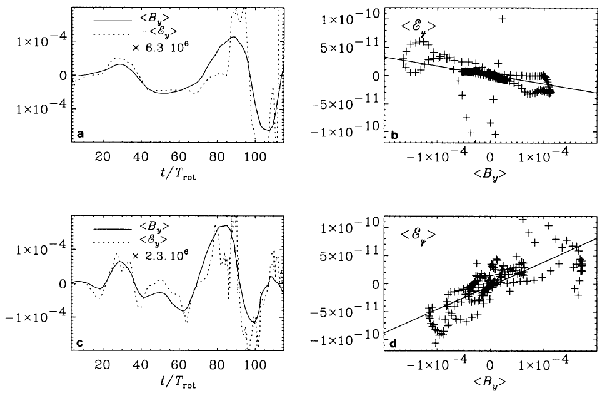 <B_y>
- <ℰ_y>
× 6.3 10⁶
1×10⁻⁴
0
1×10⁻⁴
a
20 40 60 80 100
t/T_rot
<ℰ_y>
1×10⁻¹⁰
5×10⁻¹¹
0
-5×10⁻¹¹
-1×10⁻¹⁰
b
-1×10⁻⁴ 0 1×10⁻⁴
<B_y>
<B_y>
<ℰ_y>
× 2.3 10⁶
1×10⁻⁴
0
-1×10⁻⁴
c
20 40 60 80 100
t/T_rot
<ℰ_y>
1×10⁻¹⁰
5×10⁻¹¹
0
-5×10⁻¹¹
-1×10⁻¹⁰
d
-1×10⁻⁴ 0 1×10⁻⁴
<B_y>